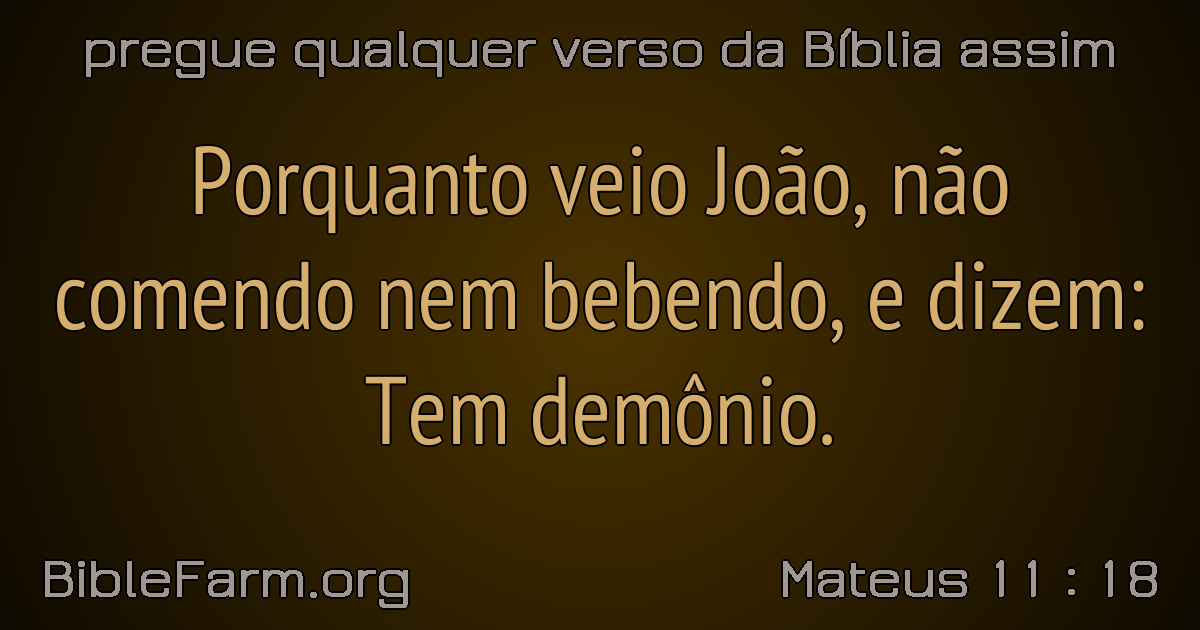 pregue qualquer verso da Bíblia assim
Porquanto veio João, não
comendo nem bebendo, e dizem:
Tem demônio.
BibleFarm.org
Mateus 11 : 18